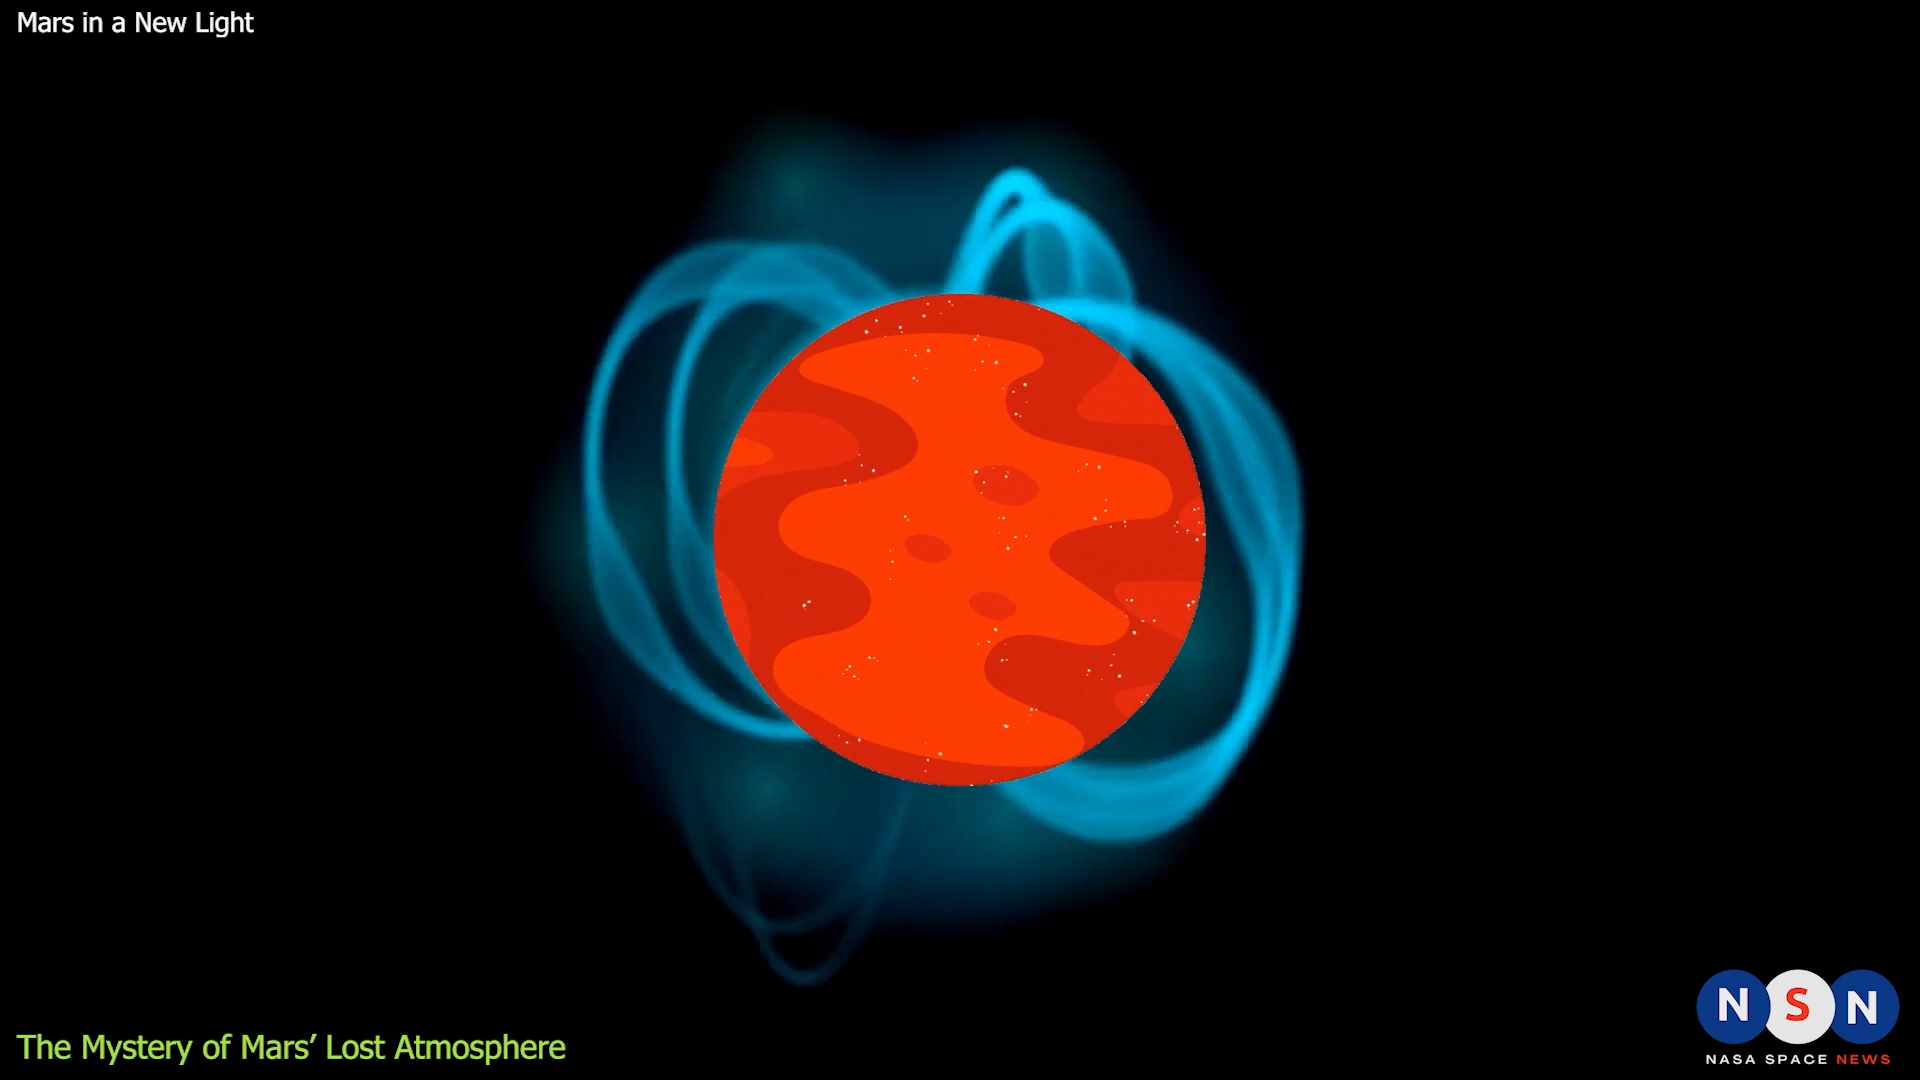 Mars in a New Light
The Mystery of Mars’ Lost Atmosphere
NSN
NASA SPACE NEWS